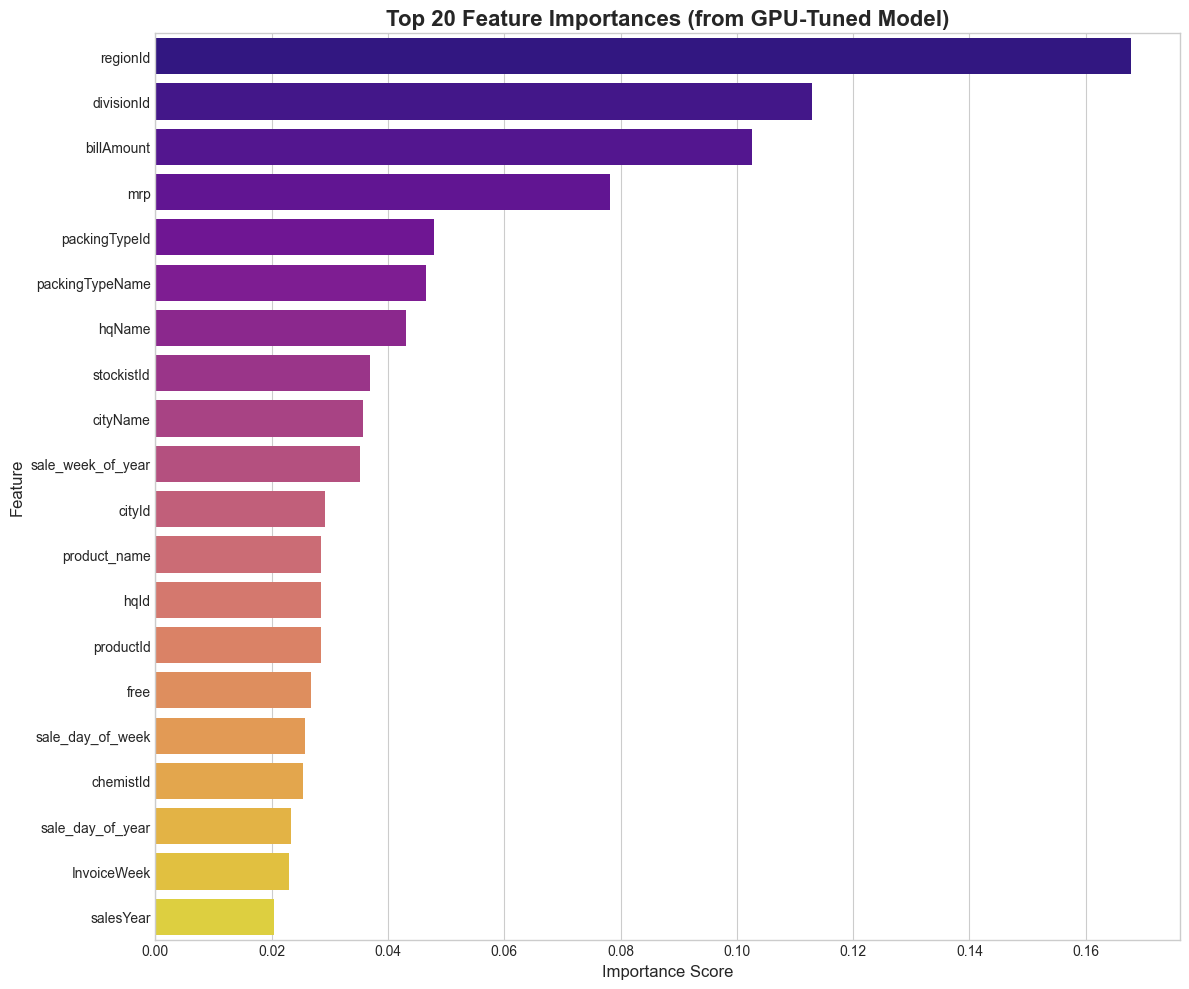 Top 20 Feature Importances (from GPU-Tuned Model)
regionId
divisionId
billAmount
mrp
packingTypeId
packingTypeName
hqName
stockistId
cityName
sale_week_of_year
cityId
product_name
hqId
productId
free
sale_day_of_week
chemistId
sale_day_of_year
InvoiceWeek
salesYear
Feature
0.00 0.02 0.04 0.06 0.08 0.10 0.12 0.14 0.16
Importance Score